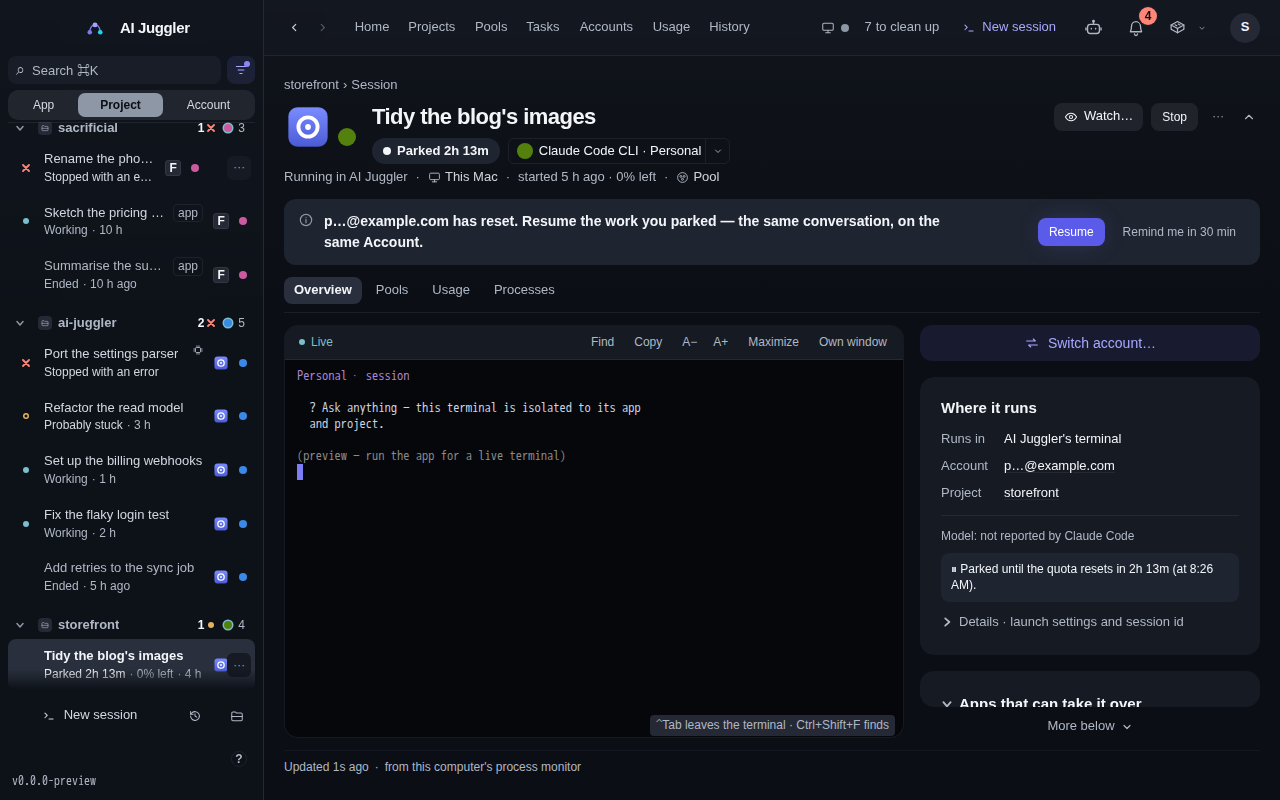 AI Juggler
Search ⌘K
App Project Account
sacrificial 1 3
Rename the pho… F
Stopped with an e…
Sketch the pricing … app F
Working · 10 h
Summarise the su… app F
Ended · 10 h ago
ai-juggler 2 5
Port the settings parser
Stopped with an error
Refactor the read model
Probably stuck · 3 h
Set up the billing webhooks
Working · 1 h
Fix the flaky login test
Working · 2 h
Add retries to the sync job
Ended · 5 h ago
storefront 1 4
Tidy the blog's images
Parked 2h 13m · 0% left · 4 h
New session
?
v0.0.0-preview
Home Projects Pools Tasks Accounts Usage History 7 to clean up New session 4 S
storefront › Session
Tidy the blog's images
Watch… Stop
Parked 2h 13m Claude Code CLI · Personal
Running in AI Juggler · This Mac · started 5 h ago · 0% left · Pool
p…@example.com has reset. Resume the work you parked — the same conversation, on the
same Account.
Resume Remind me in 30 min
Overview Pools Usage Processes
Live Find Copy A− A+ Maximize Own window
Personal · session
? Ask anything — this terminal is isolated to its app
and project.
(preview — run the app for a live terminal)
^Tab leaves the terminal · Ctrl+Shift+F finds
Switch account…
Where it runs
Runs in AI Juggler's terminal
Account p…@example.com
Project storefront
Model: not reported by Claude Code
Parked until the quota resets in 2h 13m (at 8:26
AM).
Details · launch settings and session id
Apps that can take it over
More below
Updated 1s ago · from this computer's process monitor